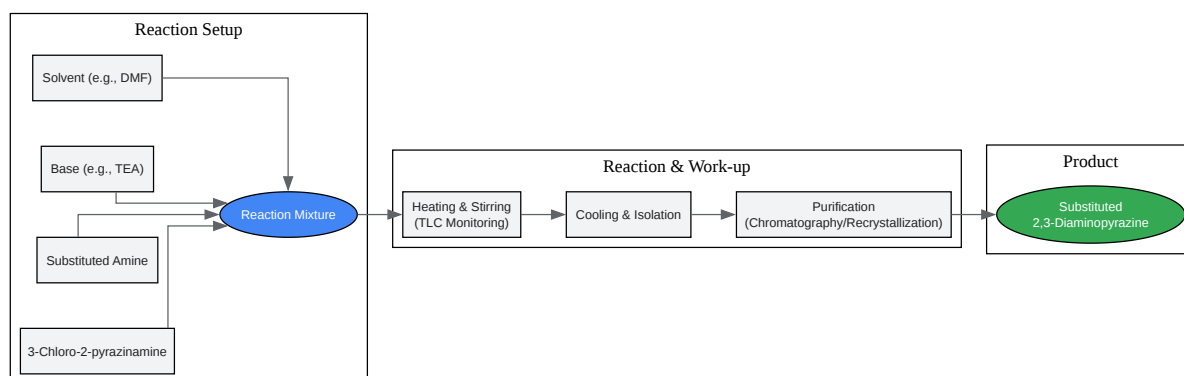 Reaction Setup
Solvent (e.g., DMF)
Base (e.g., TEA)
Substituted Amine
3-Chloro-2-pyrazinamine
Reaction Mixture
Reaction & Work-up
Heating & Stirring
(TLC Monitoring)
Cooling & Isolation
Purification
(Chromatography/Recrystallization)
Product
Substituted
2,3-Diaminopyrazine